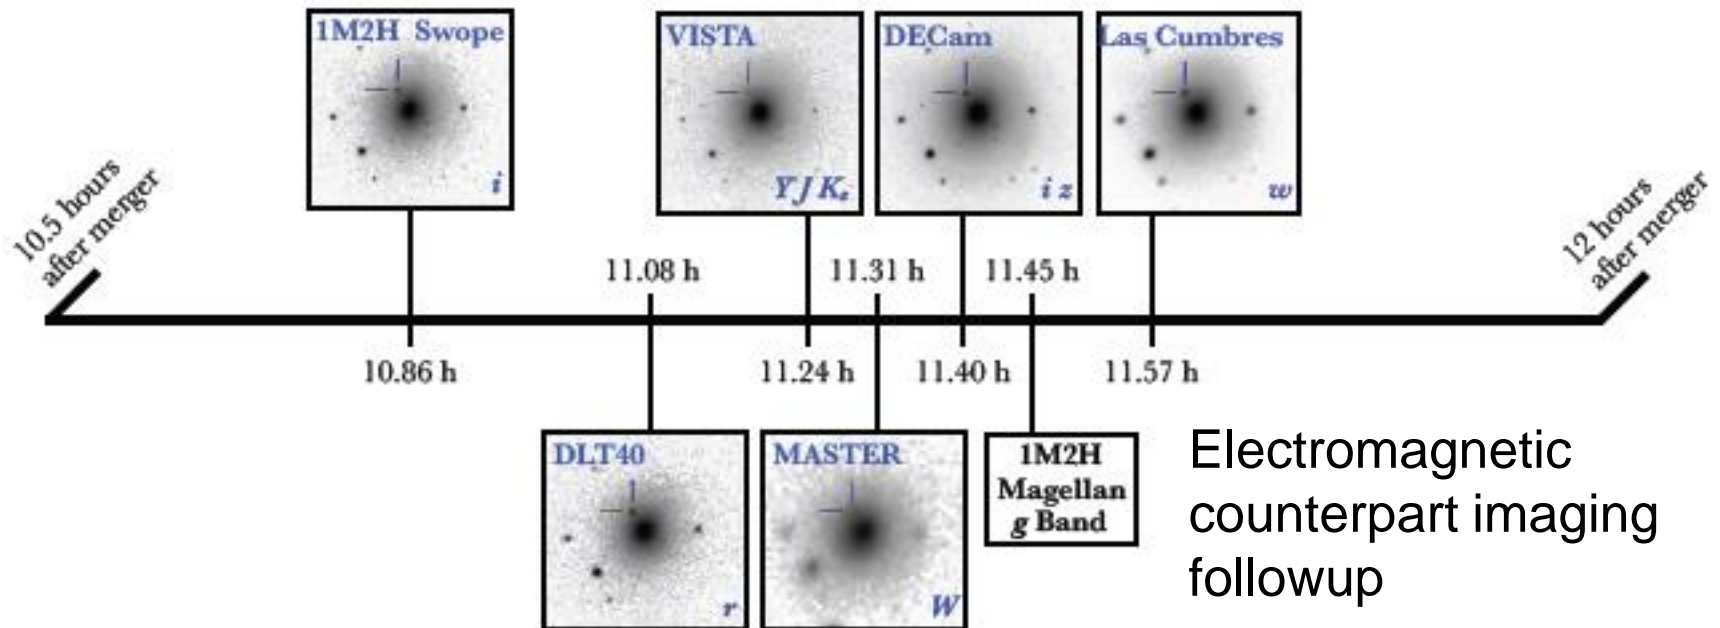 1M2H Swope
i
VISTA
Y J Ks
DECam
i z
Las Cumbres
w
10.5 hours
after merger
12 hours
after merger
11.08 h
11.31 h
11.45 h
10.86 h
11.24 h
11.40 h
11.57 h
DLT40
r
MASTER
W
1M2H
Magellan
g Band
Electromagnetic
counterpart imaging
followup